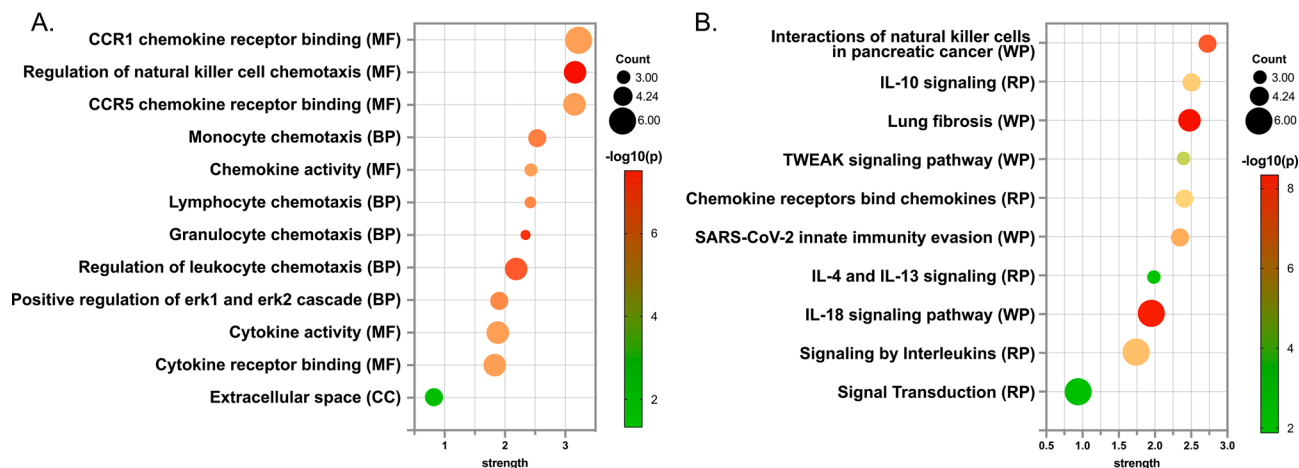 A.
CCR1 chemokine receptor binding (MF)
Regulation of natural killer cell chemotaxis (MF)
CCR5 chemokine receptor binding (MF)
Monocyte chemotaxis (BP)
Chemokine activity (MF)
Lymphocyte chemotaxis (BP)
Granulocyte chemotaxis (BP)
Regulation of leukocyte chemotaxis (BP)
Positive regulation of erk1 and erk2 cascade (BP)
Cytokine activity (MF)
Cytokine receptor binding (MF)
Extracellular space (CC)
1 2 3
strength
Count
3.00
4.24
6.00
-log10(p)
6
4
2
B.
Interactions of natural killer cells
in pancreatic cancer (WP)
IL-10 signaling (RP)
Lung fibrosis (WP)
TWEAK signaling pathway (WP)
Chemokine receptors bind chemokines (RP)
SARS-CoV-2 innate immunity evasion (WP)
IL-4 and IL-13 signaling (RP)
IL-18 signaling pathway (WP)
Signaling by Interleukins (RP)
Signal Transduction (RP)
0.5 1.0 1.5 2.0 2.5 3.0
strength
Count
3.00
4.24
6.00
-log10(p)
8
6
4
2